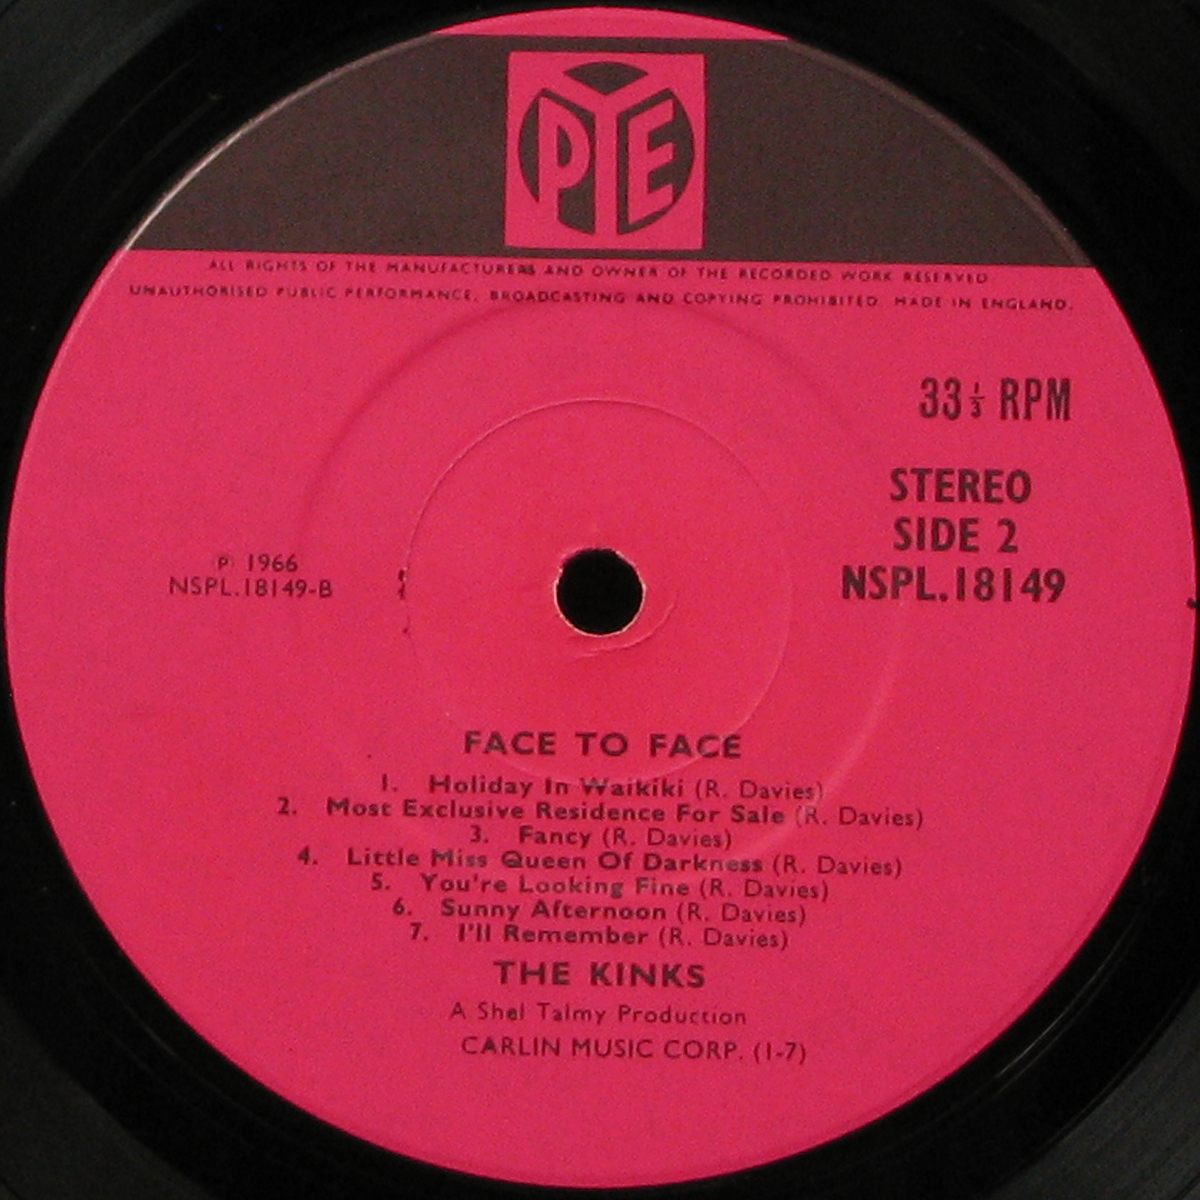 PYE
ALL RIGHTS OF THE MANUFACTURERS AND OWNER OF THE RECORDED WORK RESERVED
UNAUTHORISED PUBLIC PERFORMANCE, BROADCASTING AND COPYING PROHIBITED. MADE IN ENGLAND.
33⅓ RPM
STEREO
SIDE 2
NSPL.18149
℗ 1966
NSPL.18149-B
FACE TO FACE
1. Holiday In Waikiki (R. Davies)
2. Most Exclusive Residence For Sale (R. Davies)
3. Fancy (R. Davies)
4. Little Miss Queen Of Darkness (R. Davies)
5. You're Looking Fine (R. Davies)
6. Sunny Afternoon (R. Davies)
7. I'll Remember (R. Davies)
THE KINKS
A Shel Talmy Production
CARLIN MUSIC CORP. (1-7)